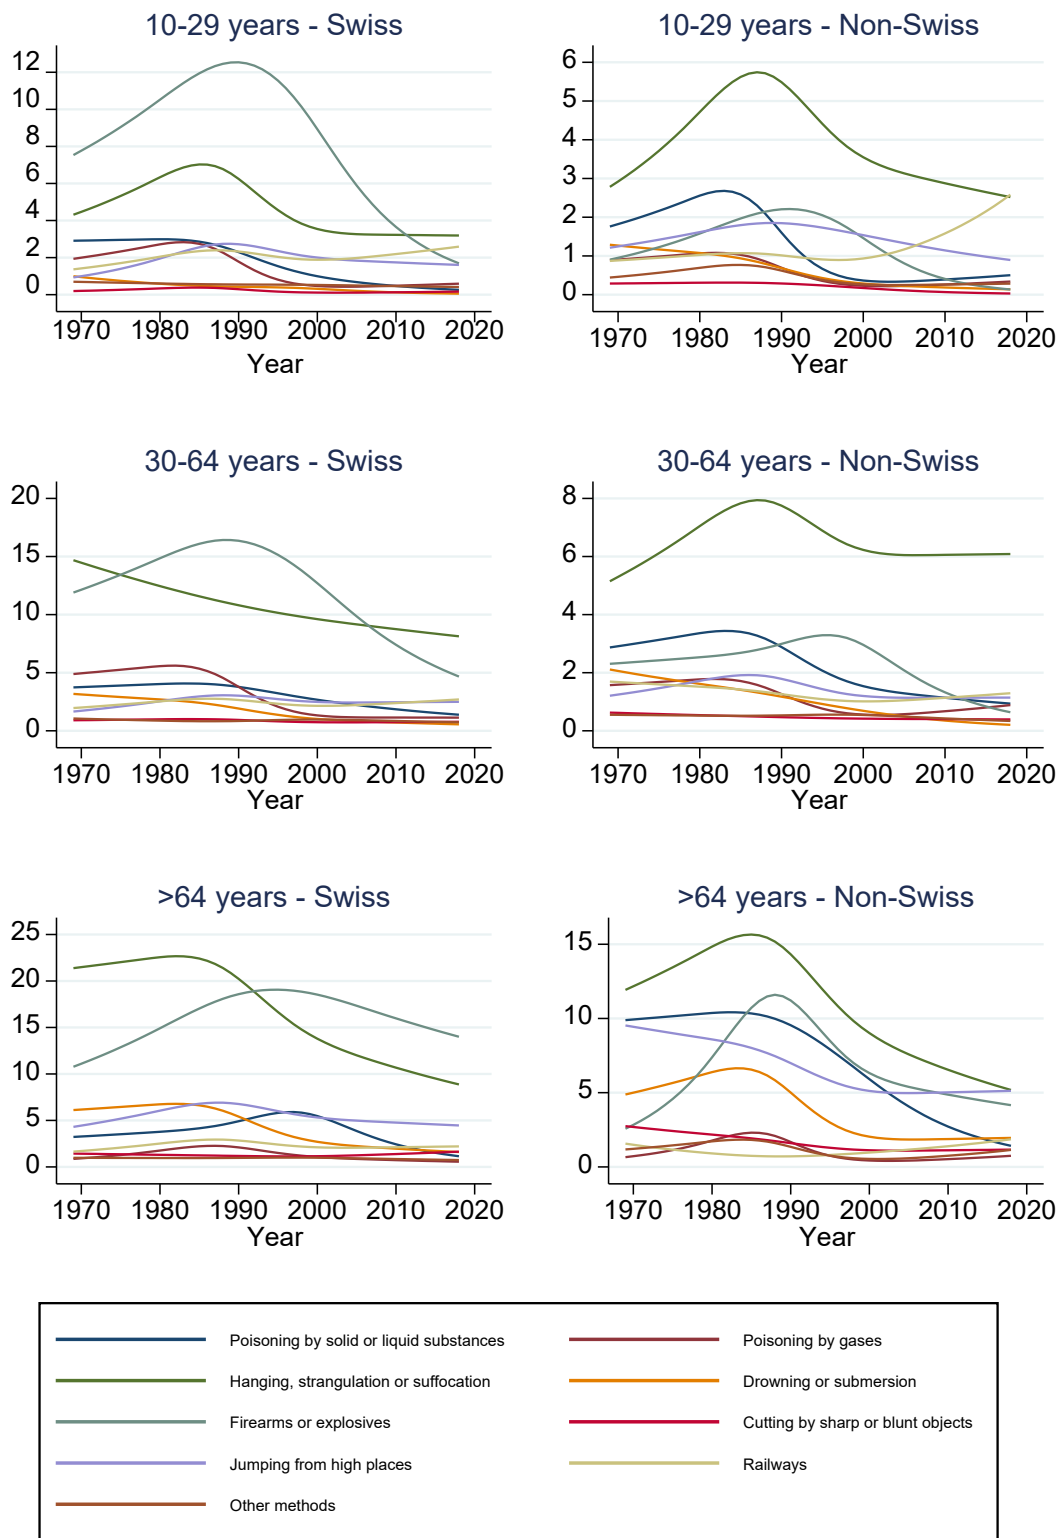 10-29 years - Swiss
12
10
8
6
4
2
0
1970 1980 1990 2000 2010 2020
Year
10-29 years - Non-Swiss
6
5
4
3
2
1
0
1970 1980 1990 2000 2010 2020
Year
30-64 years - Swiss
20
15
10
5
0
1970 1980 1990 2000 2010 2020
Year
30-64 years - Non-Swiss
8
6
4
2
0
1970 1980 1990 2000 2010 2020
Year
>64 years - Swiss
25
20
15
10
5
0
1970 1980 1990 2000 2010 2020
Year
>64 years - Non-Swiss
15
10
5
0
1970 1980 1990 2000 2010 2020
Year
Poisoning by solid or liquid substances
Poisoning by gases
Hanging, strangulation or suffocation
Drowning or submersion
Firearms or explosives
Cutting by sharp or blunt objects
Jumping from high places
Railways
Other methods